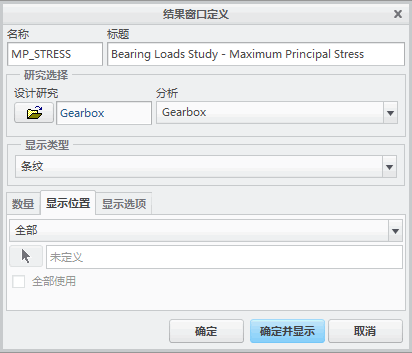 结果窗口定义
名称 标题
MP_STRESS Bearing Loads Study - Maximum Principal Stress
研究选择
设计研究 分析
Gearbox Gearbox
显示类型
条纹
数量 显示位置 显示选项
全部
未定义
全部使用
确定 确定并显示 取消